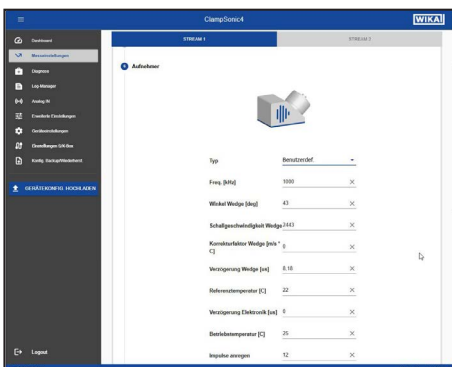 ClampSonic4
WIKAI
Dashboard
Messeinstellungen
Diagnose
Log-Manager
Analog IN
Erweiterte Einstellungen
Geräteeinstellungen
Einstellungen Q/K-Box
Konfig. Backup/Wiederherst
GERÄTEKONFIG. HOCHLADEN
Logout
STREAM 1
STREAM 2
Aufnehmer
Typ Benutzerdef.
Freq. [kHz] 1000
Winkel Wedge [deg] 43
Schallgeschwindigkeit Wedge 2443
Korrekturfaktor Wedge [m/s *
C] 0
Verzögerung Wedge [us] 8,18
Referenztemperatur [C] 22
Verzögerung Elektronik [us] 0
Betriebstemperatur [C] 25
Impulse anregen 12